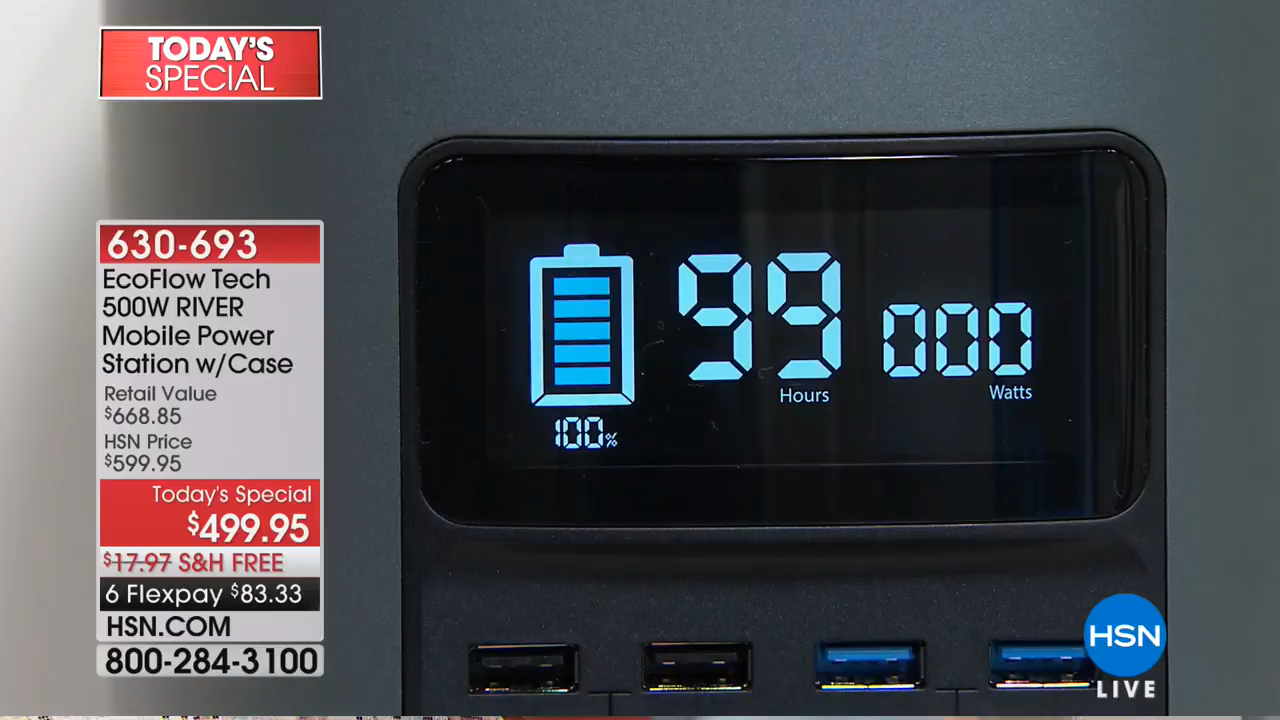 TODAY'S
SPECIAL
630-693
EcoFlow Tech
500W RIVER
Mobile Power
Station w/Case
Retail Value
$668.85
HSN Price
$599.95
Today's Special
$499.95
$17.97 S&H FREE
6 Flexpay $83.33
HSN.COM
800-284-3100
99
Hours
000
Watts
100%
HSN
LIVE